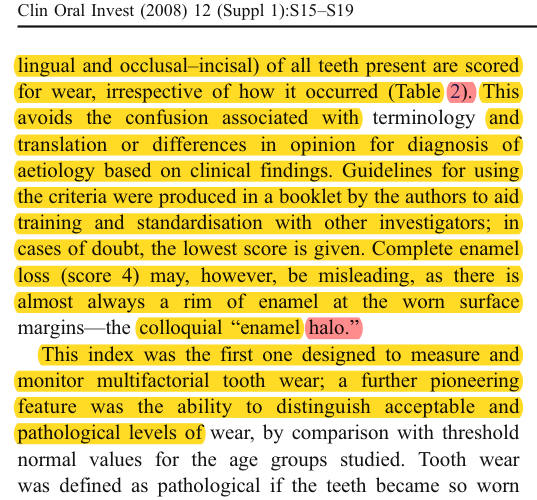 Clin Oral Invest (2008) 12 (Suppl 1):S15–S19
lingual and occlusal–incisal) of all teeth present are scored
for wear, irrespective of how it occurred (Table 2). This
avoids the confusion associated with terminology and
translation or differences in opinion for diagnosis of
aetiology based on clinical findings. Guidelines for using
the criteria were produced in a booklet by the authors to aid
training and standardisation with other investigators; in
cases of doubt, the lowest score is given. Complete enamel
loss (score 4) may, however, be misleading, as there is
almost always a rim of enamel at the worn surface
margins—the colloquial “enamel halo.”
This index was the first one designed to measure and
monitor multifactorial tooth wear; a further pioneering
feature was the ability to distinguish acceptable and
pathological levels of wear, by comparison with threshold
normal values for the age groups studied. Tooth wear
was defined as pathological if the teeth became so worn